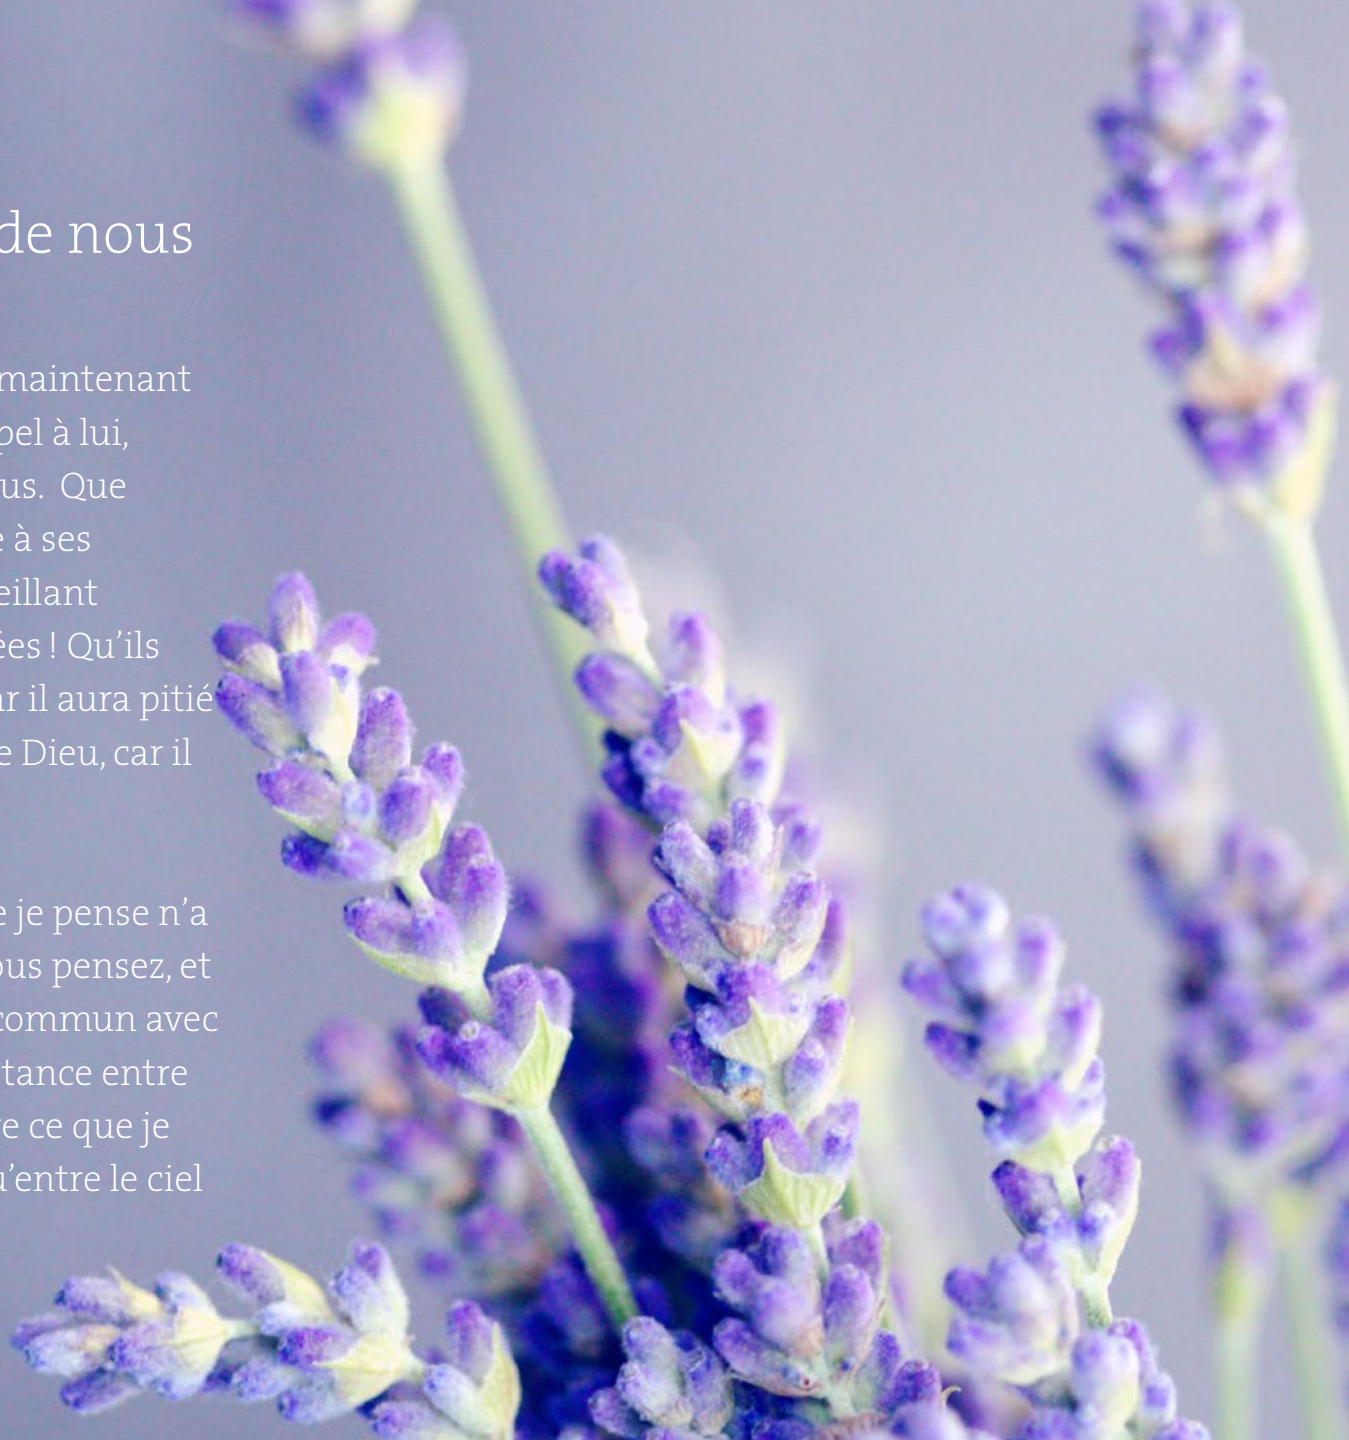 de nous
maintenant
pel à lui,
us. Que
e à ses
eillant
ées ! Qu’ils
ar il aura pitié
e Dieu, car il
e je pense n’a
ous pensez, et
commun avec
tance entre
e ce que je
u’entre le ciel